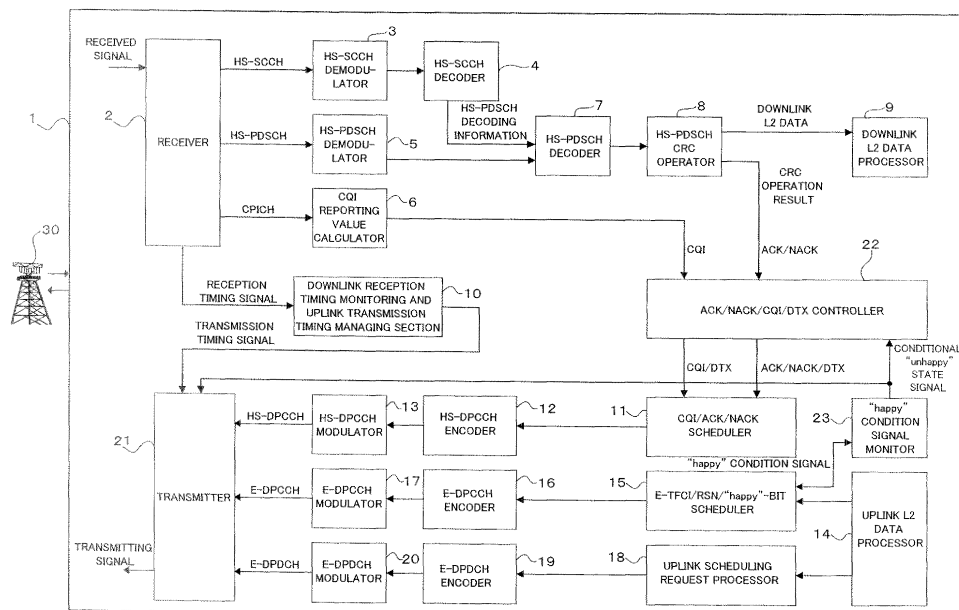 RECEIVED
SIGNAL
1
2
RECEIVER
HS-SCCH
3
HS-SCCH
DEMODU-
LATOR
HS-SCCH
DECODER
4
HS-PDSCH
DECODING
INFORMATION
HS-PDSCH
HS-PDSCH
DEMODU-
LATOR
5
7
HS-PDSCH
DECODER
8
HS-PDSCH
CRC
OPERATOR
DOWNLINK
L2 DATA
9
DOWNLINK
L2 DATA
PROCESSOR
CRC
OPERATION
RESULT
CPICH
CQI
REPORTING
VALUE
CALCULATOR
6
CQI
ACK/NACK
22
30
RECEPTION
TIMING SIGNAL
DOWNLINK RECEPTION
TIMING MONITORING AND
UPLINK TRANSMISSION
TIMING MANAGING SECTION
10
ACK/NACK/CQI/DTX CONTROLLER
TRANSMISSION
TIMING SIGNAL
CQI/DTX
ACK/NACK/DTX
CONDITIONAL
"unhappy"
STATE
SIGNAL
21
TRANSMITTER
HS-DPCCH
HS-DPCCH
MODULATOR
13
HS-DPCCH
ENCODER
12
11
CQI/ACK/NACK
SCHEDULER
23
"happy"
CONDITION
SIGNAL
MONITOR
"happy" CONDITION SIGNAL
E-DPCCH
E-DPCCH
MODULATOR
17
E-DPCCH
ENCODER
16
15
E-TFCI/RSN/"happy"-BIT
SCHEDULER
14
UPLINK L2
DATA
PROCESSOR
TRANSMITTING
SIGNAL
E-DPDCH
E-DPDCH
MODULATOR
20
E-DPDCH
ENCODER
19
18
UPLINK SCHEDULING
REQUEST PROCESSOR